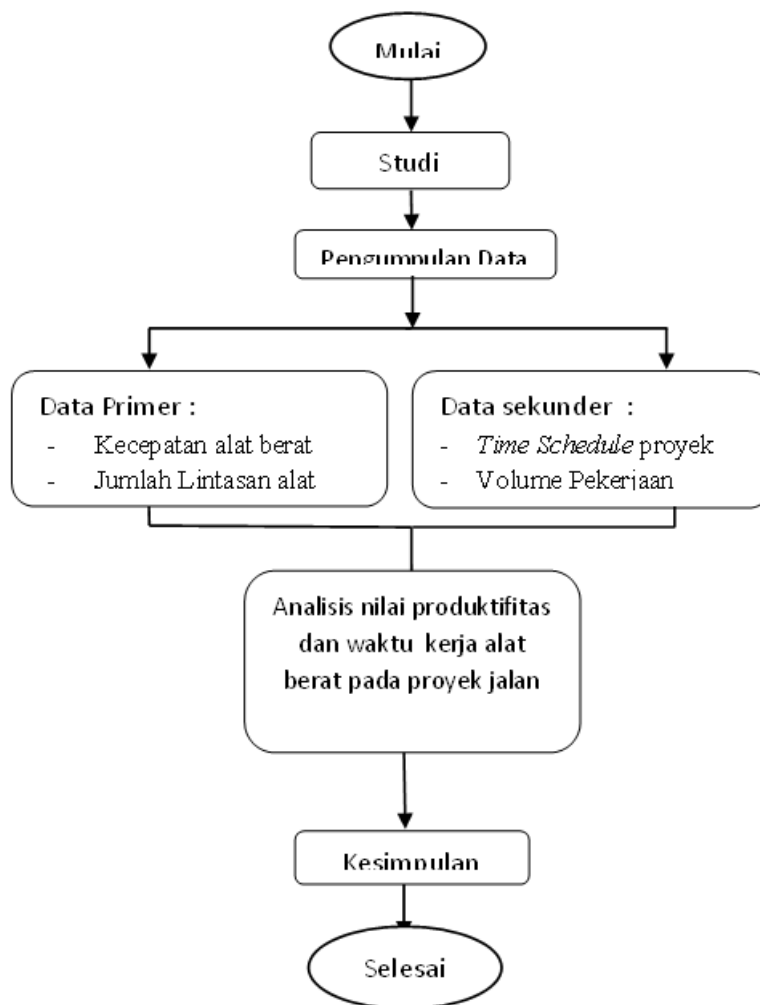 Mulai
Studi
Pengumpulan Data
Data Primer :
- Kecepatan alat berat
- Jumlah Lintasan alat
Data sekunder :
- Time Schedule proyek
- Volume Pekerjaan
Analisis nilai produktifitas
dan waktu kerja alat
berat pada proyek jalan
Kesimpulan
Selesai